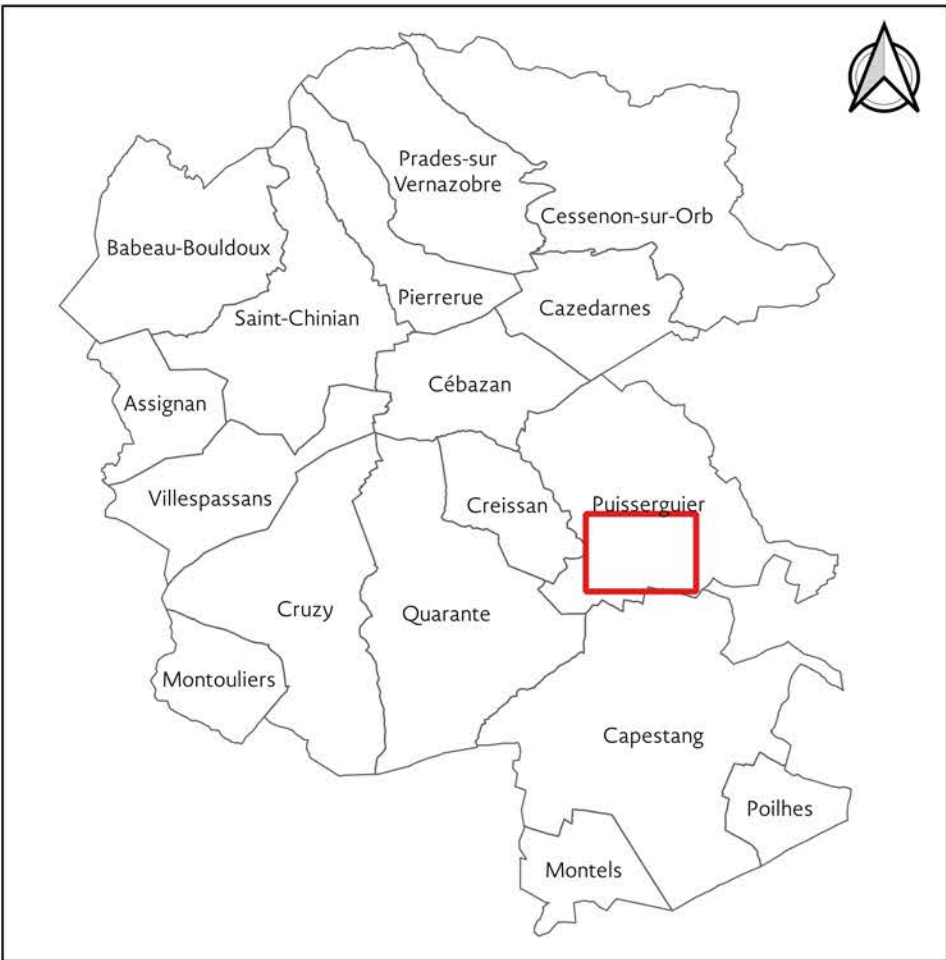 Prades-sur
Vernazobre
Cessenon-sur-Orb
Babeau-Bouldoux
Pierrerue
Cazedarnes
Saint-Chinian
Cébazan
Assignan
Villespassans
Creissan
Puisserguier
Cruzy
Quarante
Montouliers
Capestang
Poilhes
Montels